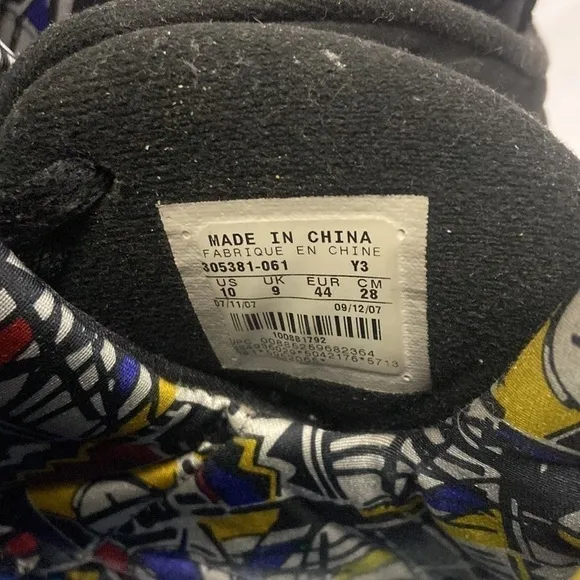 MADE IN CHINA
FABRIQUE EN CHINE
305381-061 Y3
US UK EUR CM
10 9 44 28
07/11/07 09/12/07
100881792
UPC